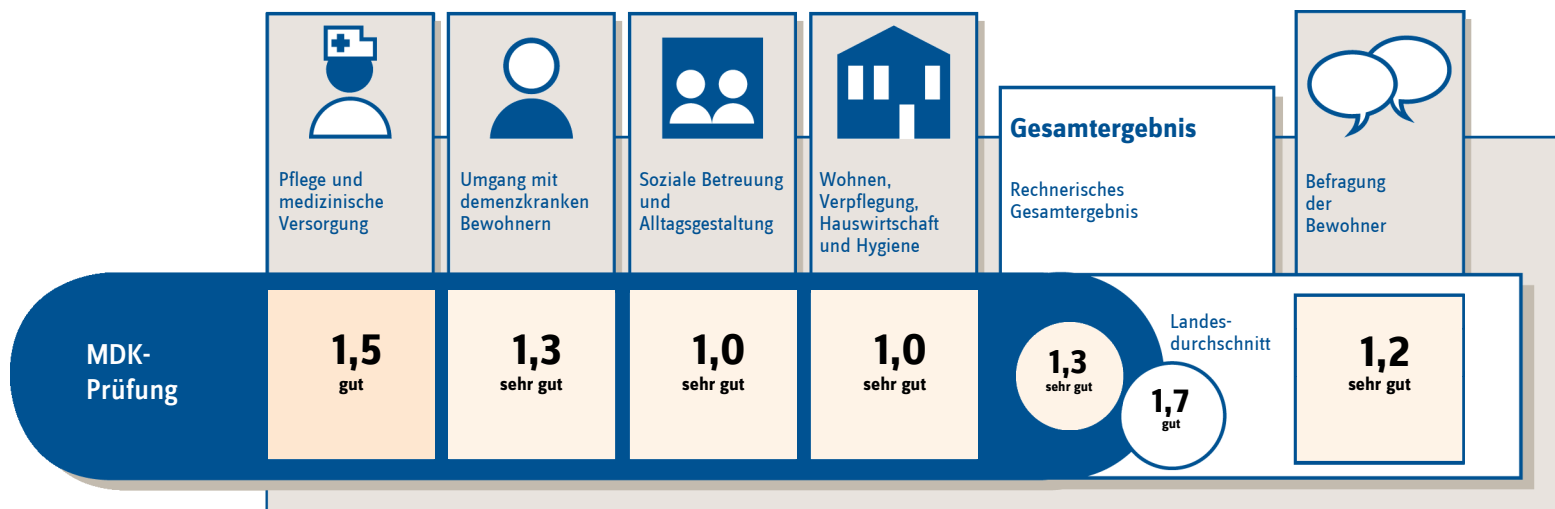 Pflege und
medizinische
Versorgung
Umgang mit
demenzkranken
Bewohnern
Soziale Betreuung
und
Alltagsgestaltung
Wohnen,
Verpflegung,
Hauswirtschaft
und Hygiene
Gesamtergebnis
Rechnerisches
Gesamtergebnis
Befragung
der
Bewohner
MDK-
Prüfung
1,5
gut
1,3
sehr gut
1,0
sehr gut
1,0
sehr gut
1,3
sehr gut
Landes-
durchschnitt
1,7
gut
1,2
sehr gut